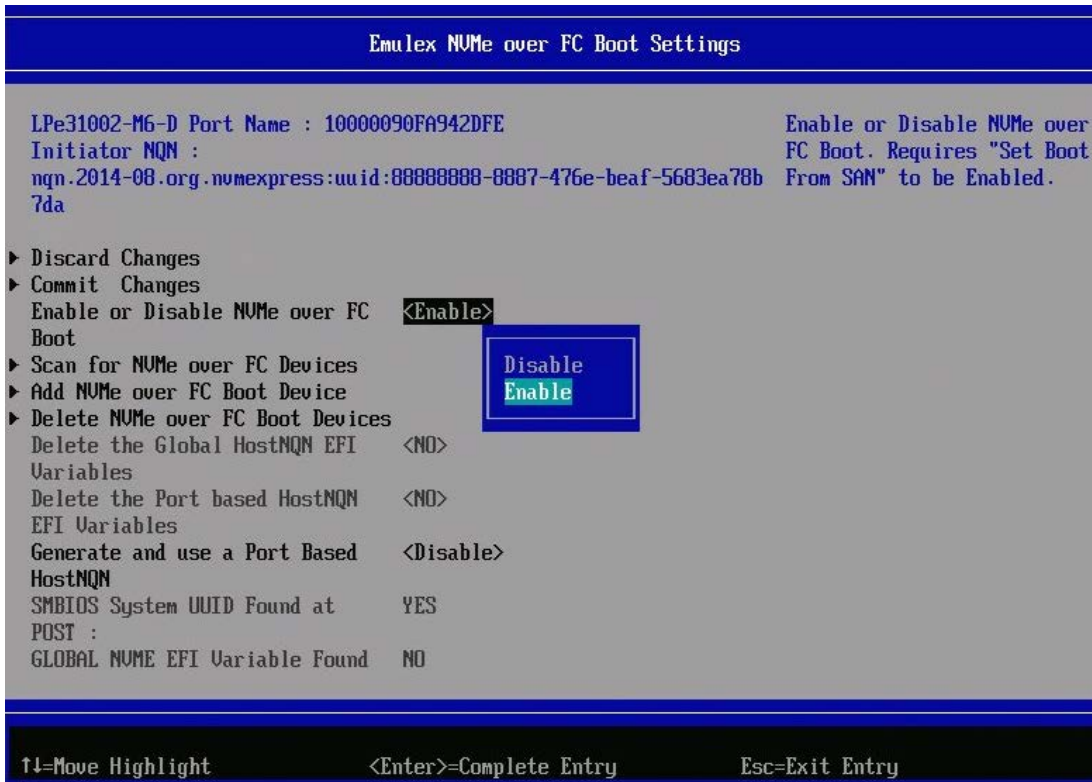 Emulex NVMe over FC Boot Settings
LPe31002-M6-D Port Name : 10000090FA942DFE
Initiator NQN :
nqn.2014-08.org.nvmexpress:uuid:88888888-8887-476e-beaf-5683ea78b
7da
Enable or Disable NVMe over
FC Boot. Requires "Set Boot
From SAN" to be Enabled.
Discard Changes
Commit Changes
Enable or Disable NVMe over FC <Enable>
Boot
Scan for NVMe over FC Devices
Add NVMe over FC Boot Device
Delete NVMe over FC Boot Devices
Disable
Enable
Delete the Global HostNQN EFI <NO>
Variables
Delete the Port based HostNQN <NO>
EFI Variables
Generate and use a Port Based <Disable>
HostNQN
SMBIOS System UUID Found at YES
POST :
GLOBAL NVME EFI Variable Found NO
↑↓=Move Highlight <Enter>=Complete Entry Esc=Exit Entry